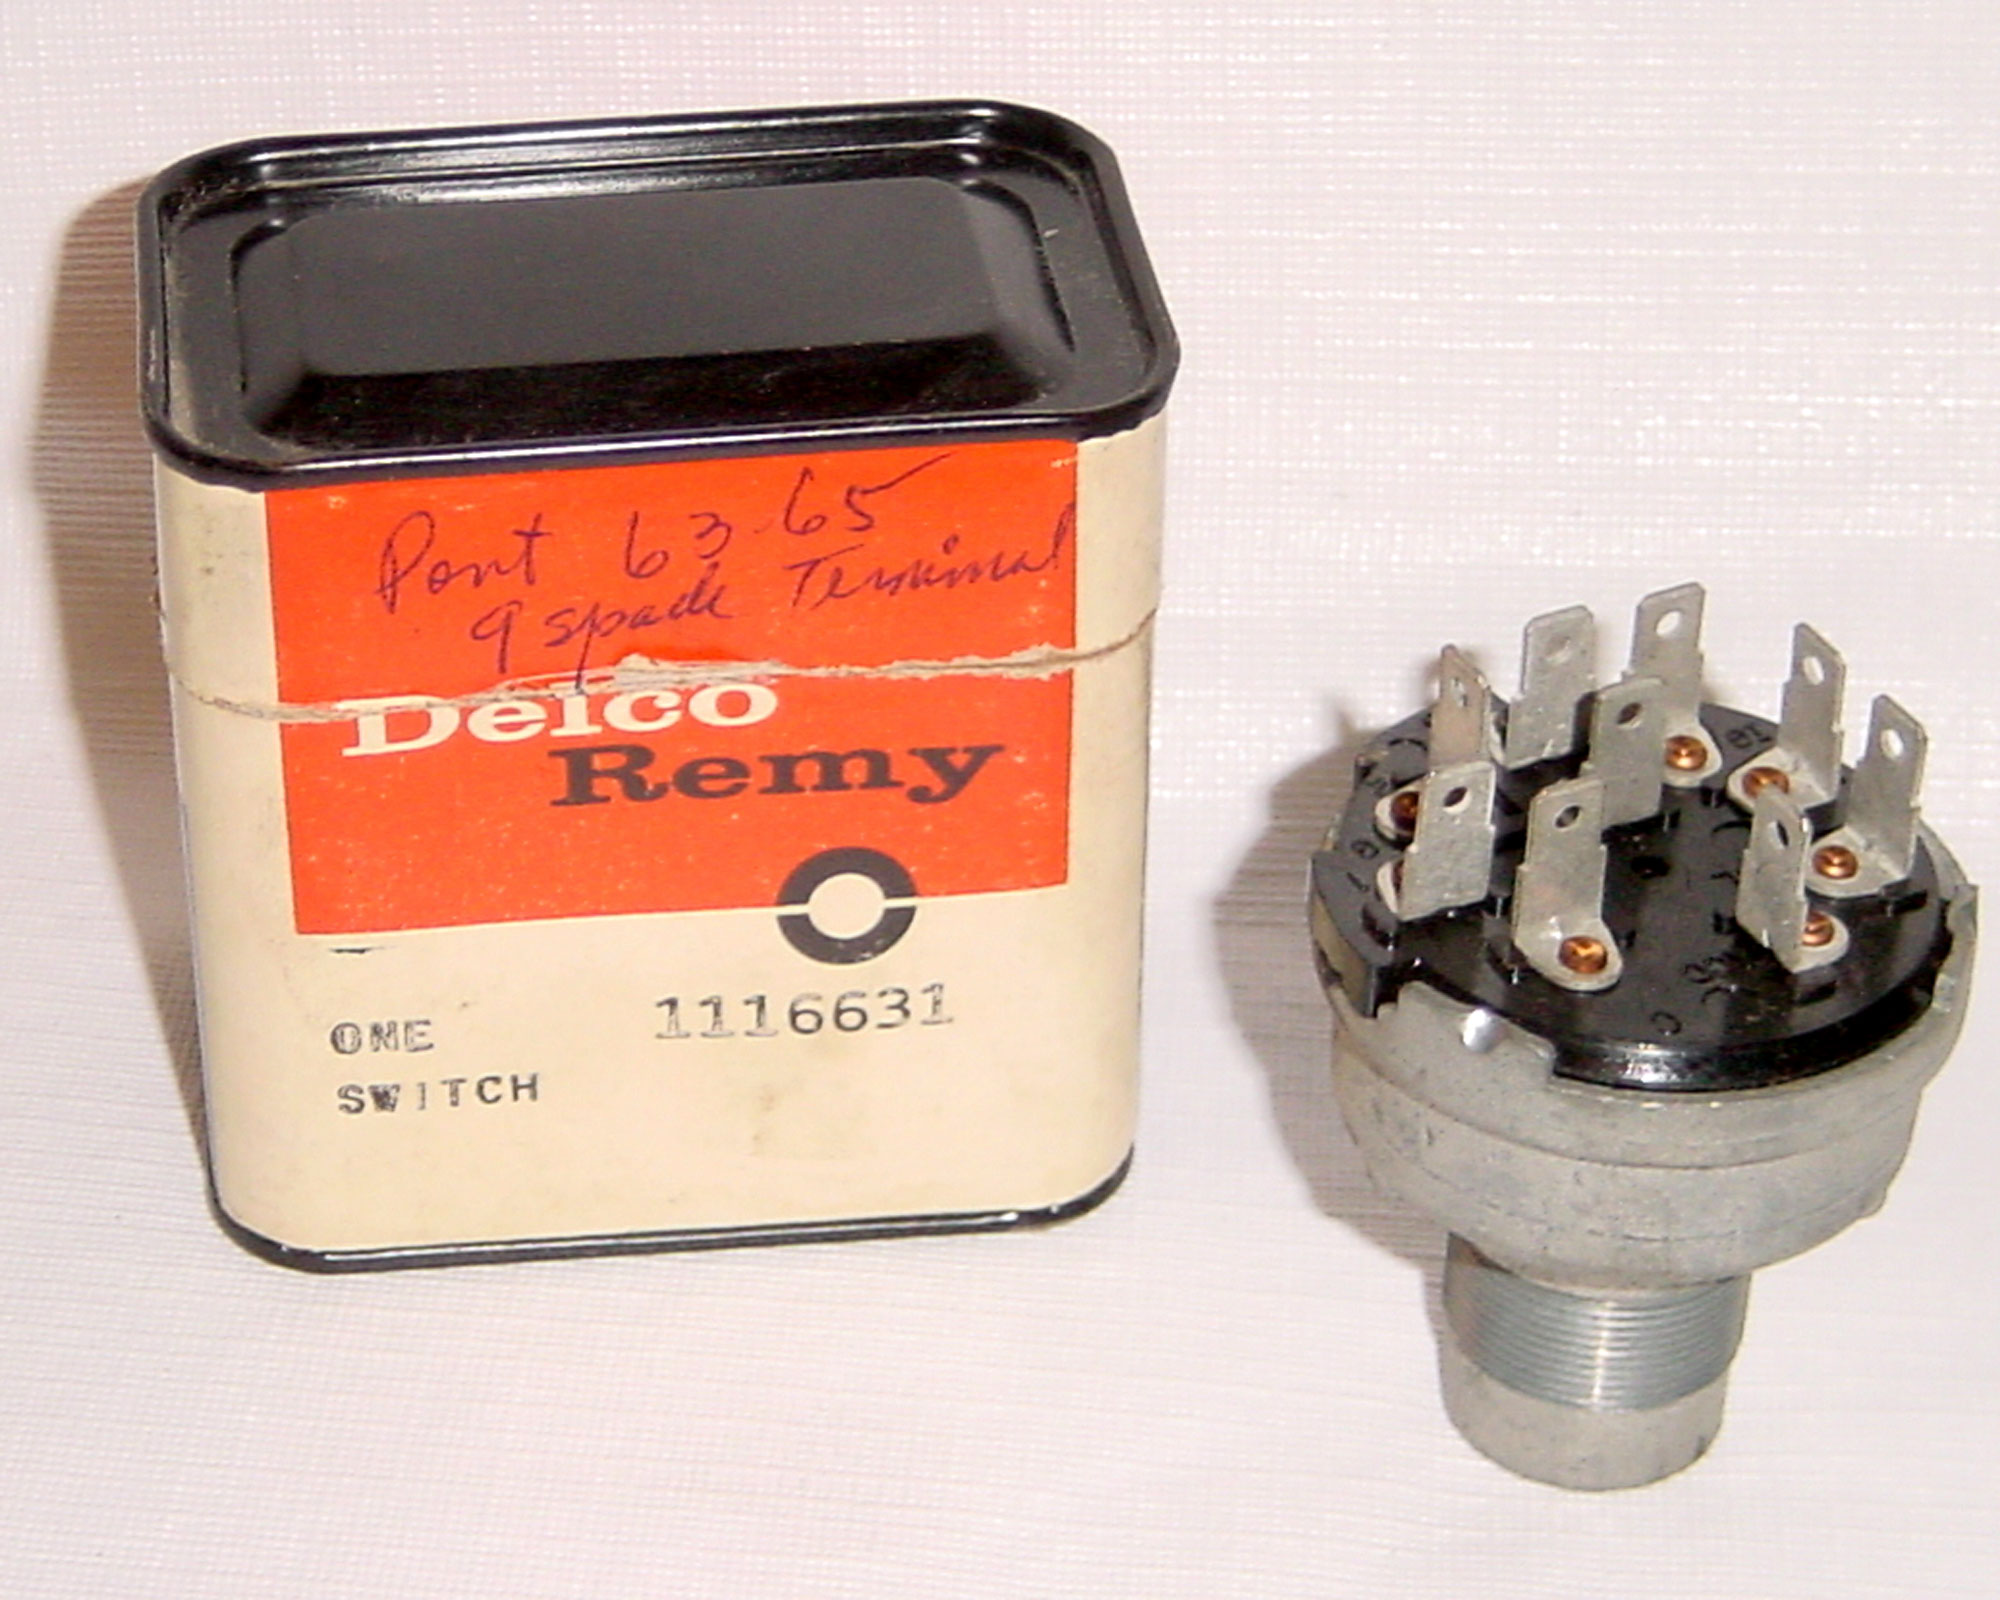 Pont 63-65
9 spade Terminal
Delco
Remy
ONE 1116631
SWITCH